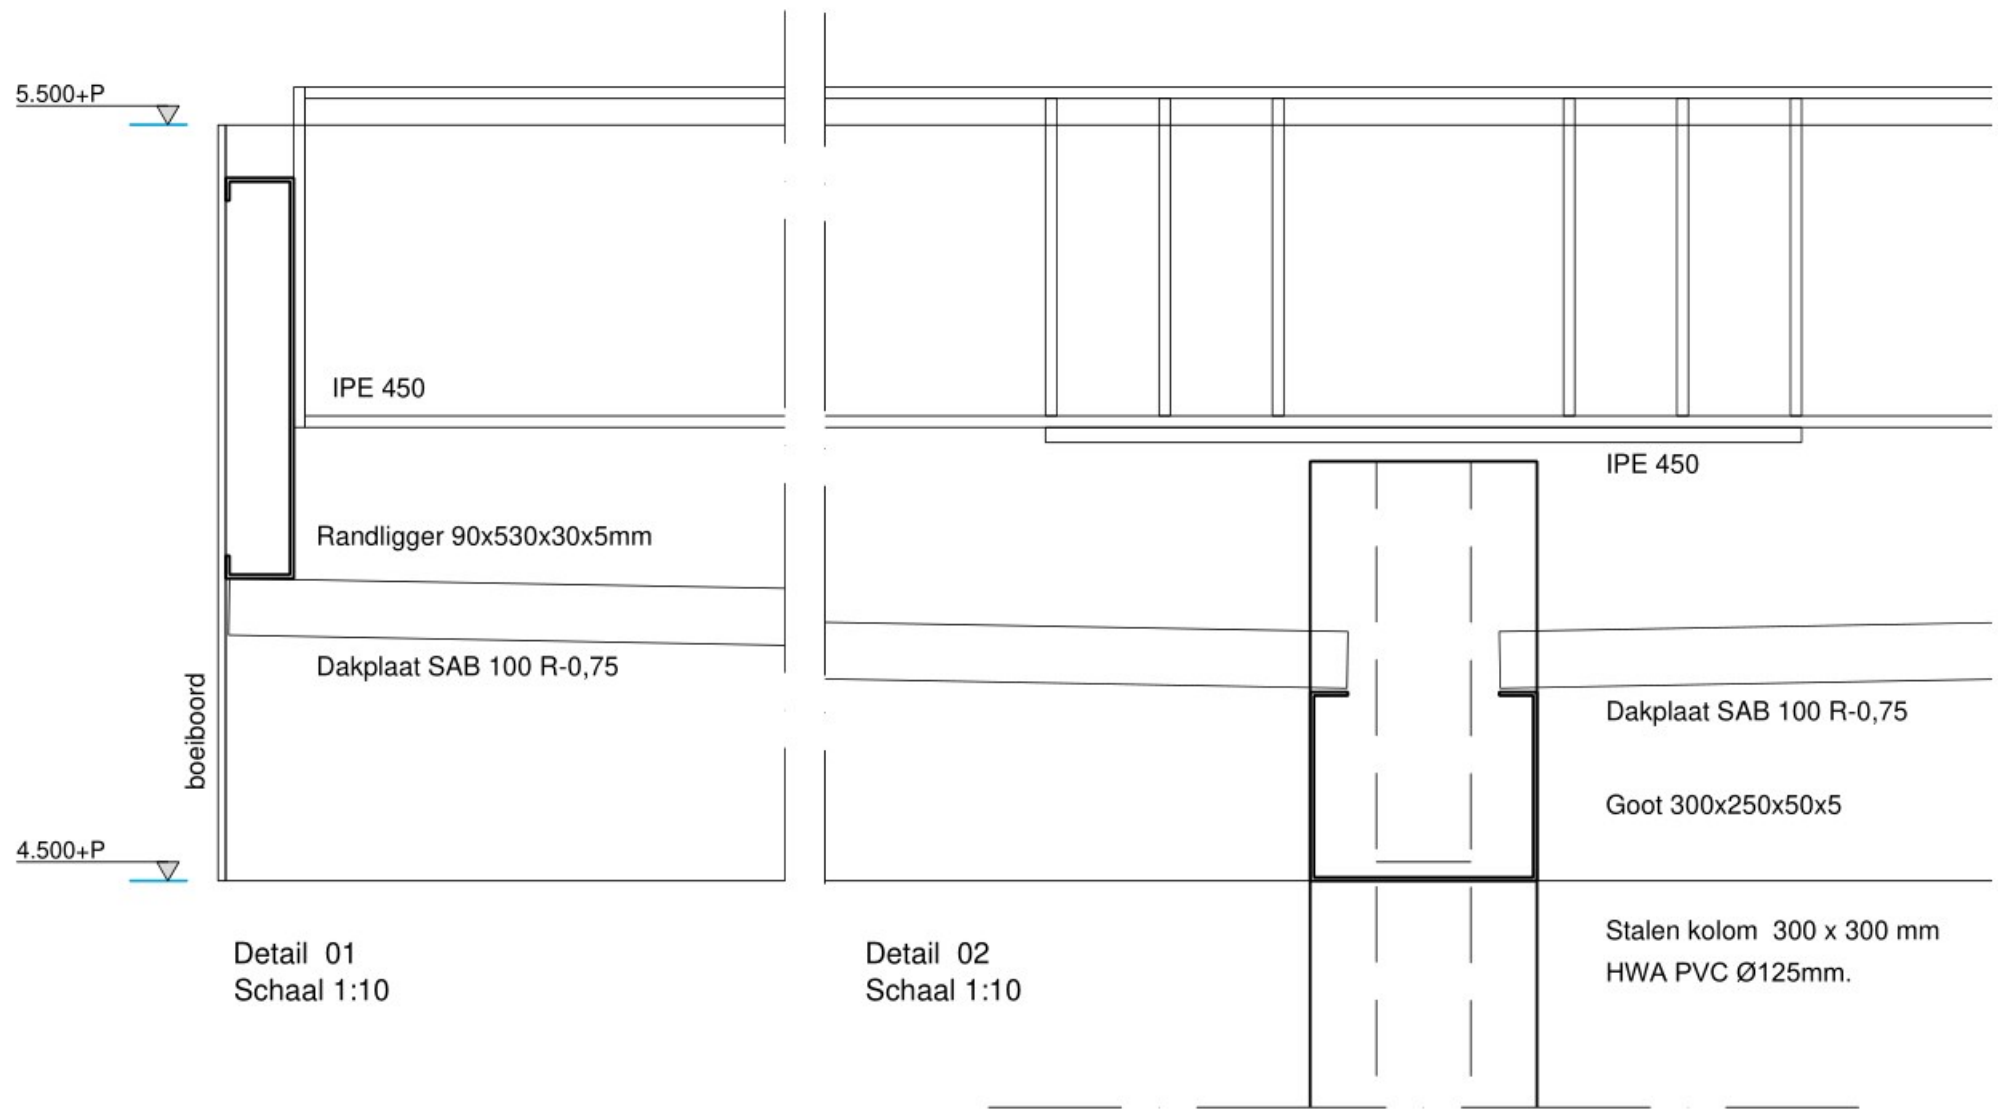 5.500+P
IPE 450
IPE 450
Randligger 90x530x30x5mm
Dakplaat SAB 100 R-0,75
boeiboord
Dakplaat SAB 100 R-0,75
Goot 300x250x50x5
4.500+P
Detail 01
Schaal 1:10
Detail 02
Schaal 1:10
Stalen kolom 300 x 300 mm
HWA PVC Ø125mm.